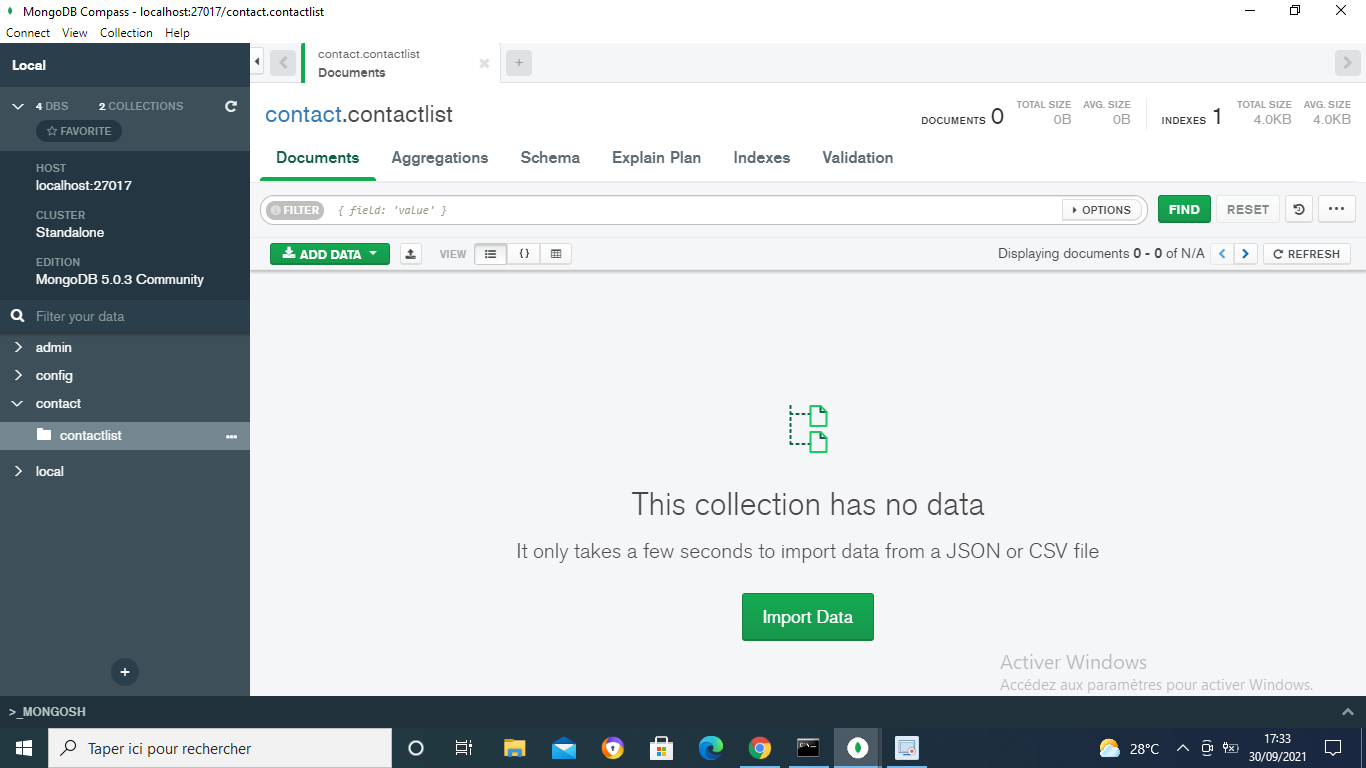 MongoDB Compass - localhost:27017/contact.contactlist
Connect View Collection Help
Local
4 DBS 2 COLLECTIONS
FAVORITE
HOST
localhost:27017
CLUSTER
Standalone
EDITION
MongoDB 5.0.3 Community
Filter your data
admin
config
contact
contactlist
local
>_MONGOSH
contact.contactlist
Documents
contact.contactlist
DOCUMENTS 0
TOTAL SIZE
0B
AVG. SIZE
0B
INDEXES 1
TOTAL SIZE
4.0KB
AVG. SIZE
4.0KB
Documents Aggregations Schema Explain Plan Indexes Validation
FILTER { field: 'value' } OPTIONS FIND RESET
ADD DATA VIEW { } Displaying documents 0 - 0 of N/A REFRESH
This collection has no data
It only takes a few seconds to import data from a JSON or CSV file
Import Data
Activer Windows
Accédez aux paramètres pour activer Windows.
Taper ici pour rechercher
28°C
17:33
30/09/2021